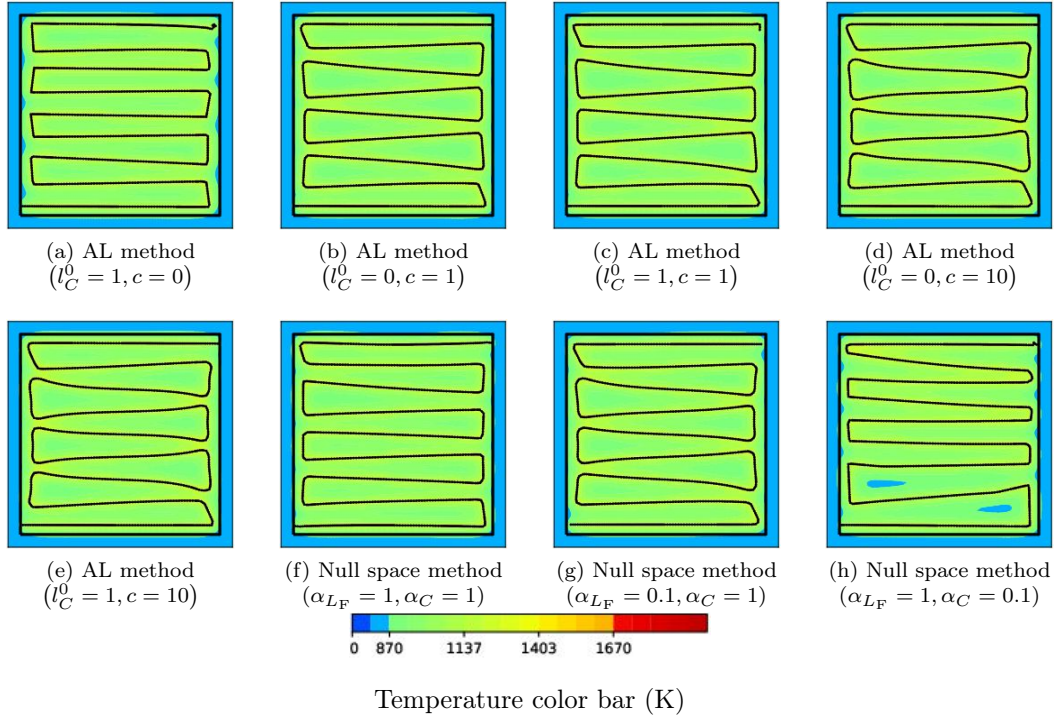 (a) AL method (b) AL method (c) AL method (d) AL method
(l_C^0 = 1, c = 0) (l_C^0 = 0, c = 1) (l_C^0 = 1, c = 1) (l_C^0 = 0, c = 10)
(e) AL method (f) Null space method (g) Null space method (h) Null space method
(l_C^0 = 1, c = 10) (α_{L_F} = 1, α_C = 1) (α_{L_F} = 0.1, α_C = 1) (α_{L_F} = 1, α_C = 0.1)
0 870 1137 1403 1670
Temperature color bar (K)